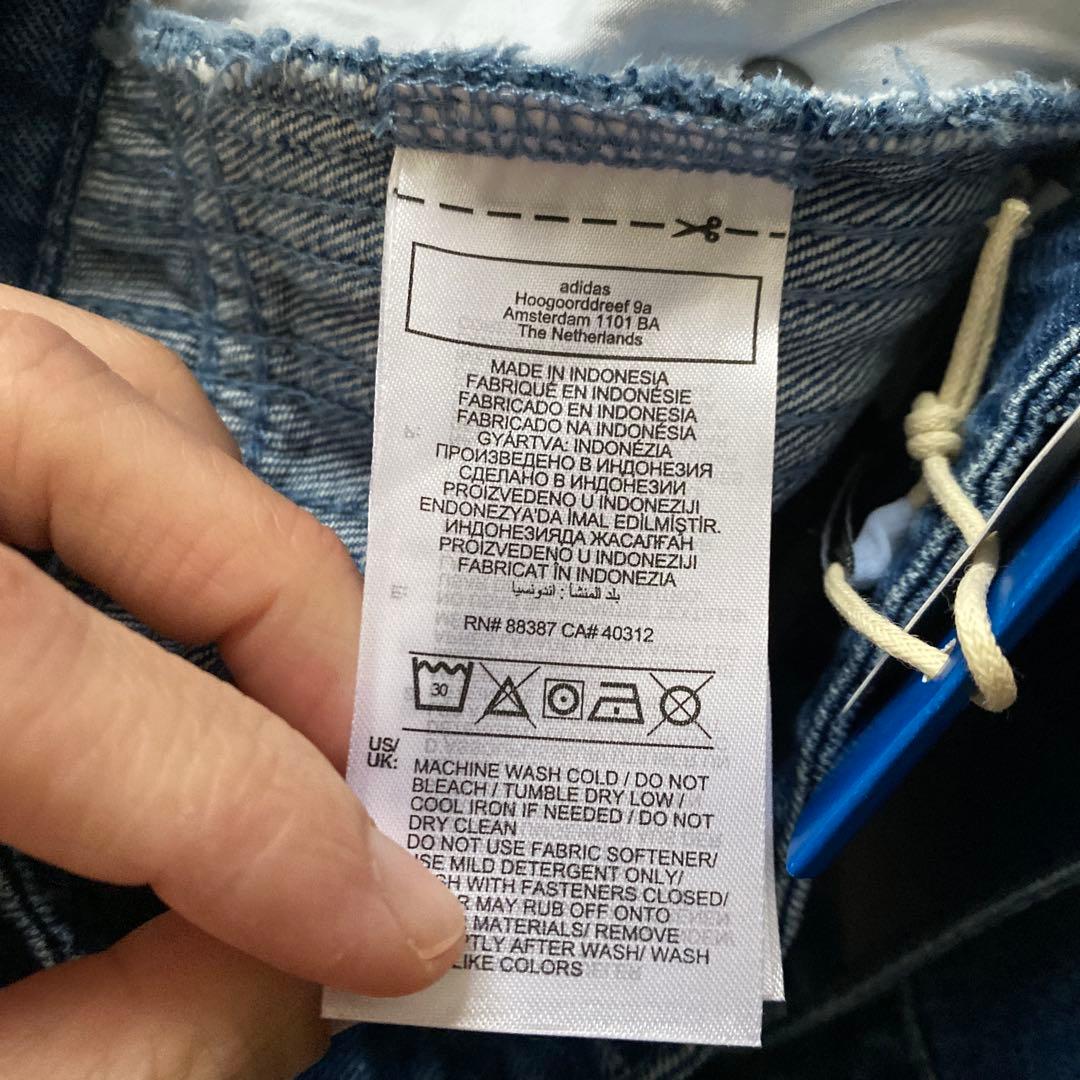 adidas
Hoogoorddreef 9a
Amsterdam 1101 BA
The Netherlands
MADE IN INDONESIA
FABRIQUÉ EN INDONÉSIE
FABRICADO EN INDONESIA
FABRICADO NA INDONÉSIA
GYÁRTVA: INDONÉZIA
ПРОИЗВЕДЕНО В ИНДОНЕЗИЯ
СДЕЛАНО В ИНДОНЕЗИИ
PROIZVEDENO U INDONEZIJI
ENDONEZYA'DA İMAL EDİLMİŞTİR.
ИНДОНЕЗИЯДА ЖАСАЛҒАН
PROIZVEDENO U INDONEZIJI
FABRICAT ÎN INDONEZIA
بلد المنشأ : اندونسيا
RN# 88387 CA# 40312
30
US/
UK:
MACHINE WASH COLD / DO NOT
BLEACH / TUMBLE DRY LOW /
COOL IRON IF NEEDED / DO NOT
DRY CLEAN
DO NOT USE FABRIC SOFTENER/
MILD DETERGENT ONLY/
WITH FASTENERS CLOSED/
MAY RUB OFF ONTO
MATERIALS/ REMOVE
AFTER WASH/ WASH
LIKE COLORS